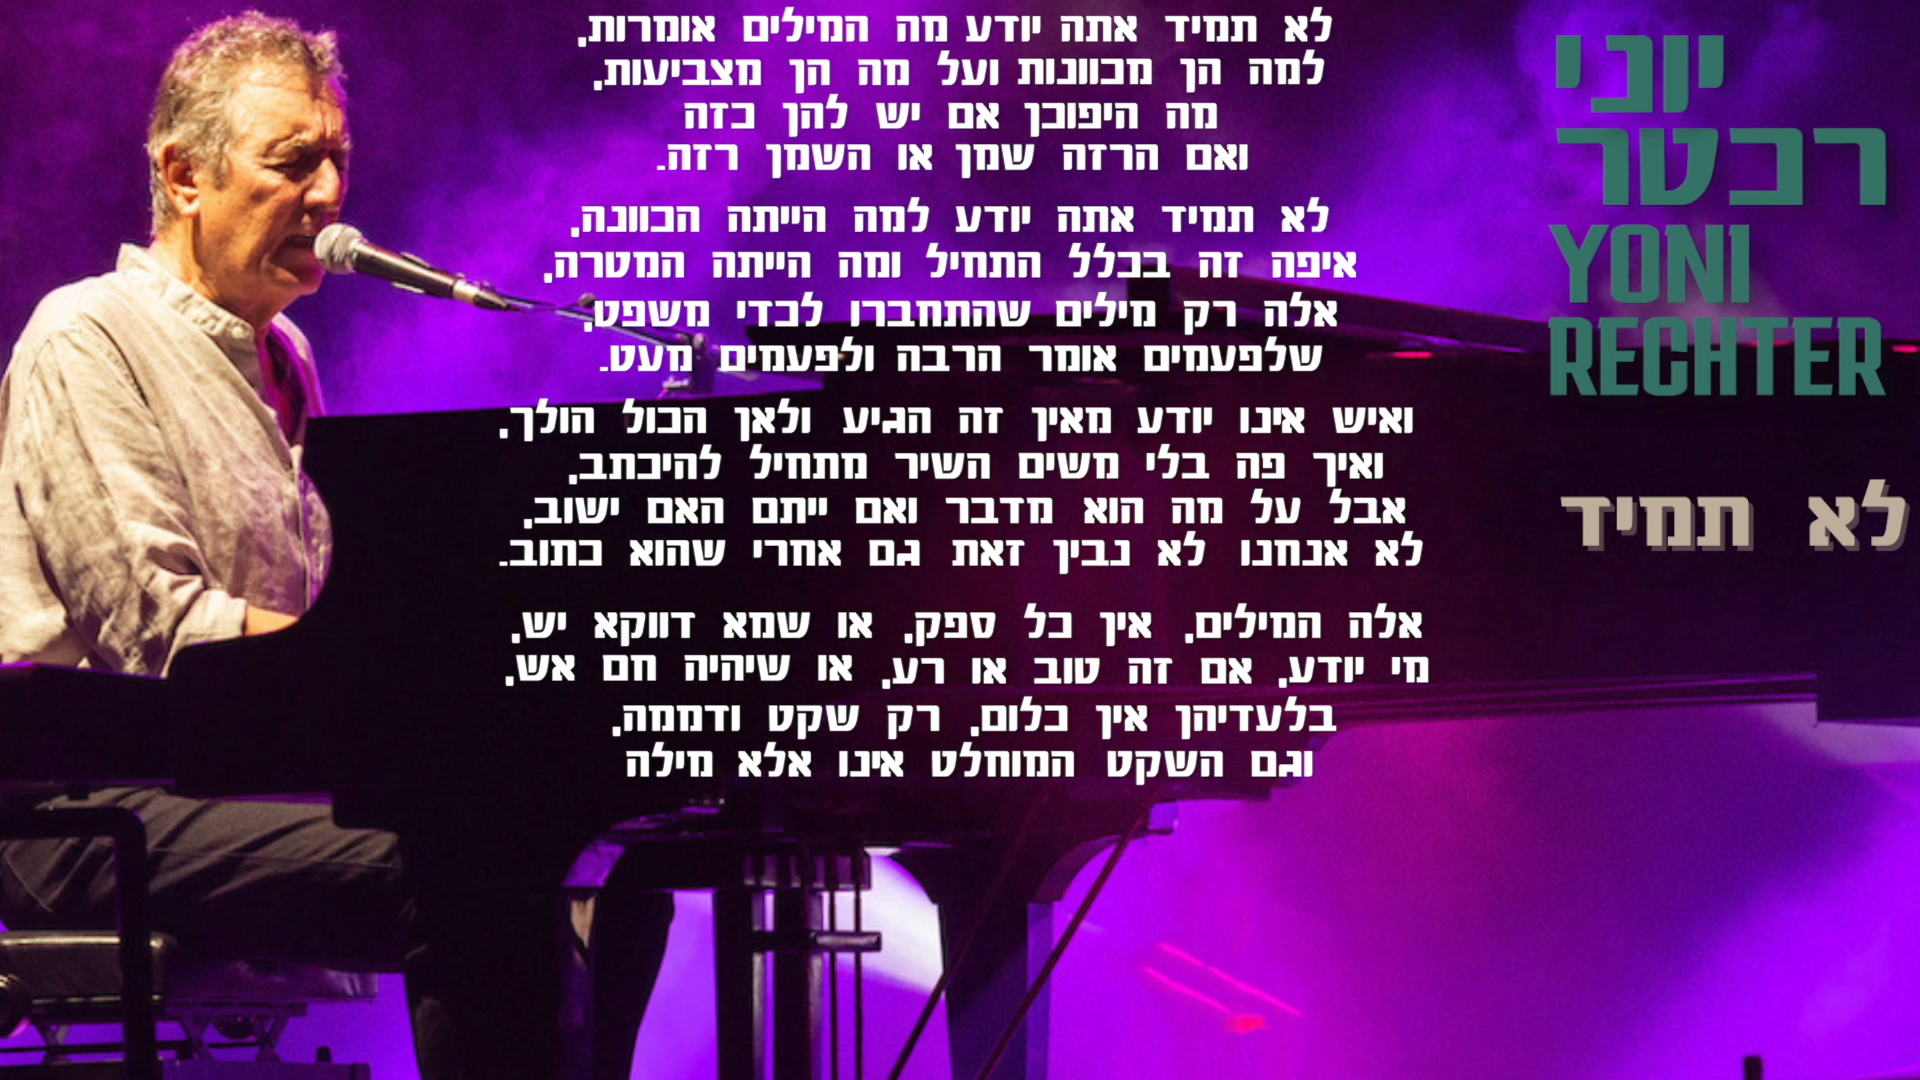 לא תמיד אתה יודע מה המילים אומרות,
למה הן מכוונות ועל מה הן מצביעות,
מה היפוכן אם יש להן כזה
ואם הרזה שמן או השמן רזה.
לא תמיד אתה יודע למה הייתה הכוונה,
איפה זה בכלל התחיל ומה הייתה המטרה,
אלה רק מילים שהתחברו לכדי משפט,
שלפעמים אומר הרבה ולפעמים מעט.
ואיש אינו יודע מאין זה הגיע ולאן הכול הולך,
ואיך פה בלי משים השיר מתחיל להיכתב,
אבל על מה הוא מדבר ואם ייתם האם ישוב,
לא אנחנו לא נבין זאת גם אחרי שהוא כתוב.
אלה המילים, אין כל ספק, או שמא דווקא יש,
מי יודע, אם זה טוב או רע, או שיהיה חם אש,
בלעדיהן אין כלום, רק שקט ודממה,
וגם השקט המוחלט אינו אלא מילה
יוני
רכטר
YONI
RECHTER
לא תמיד